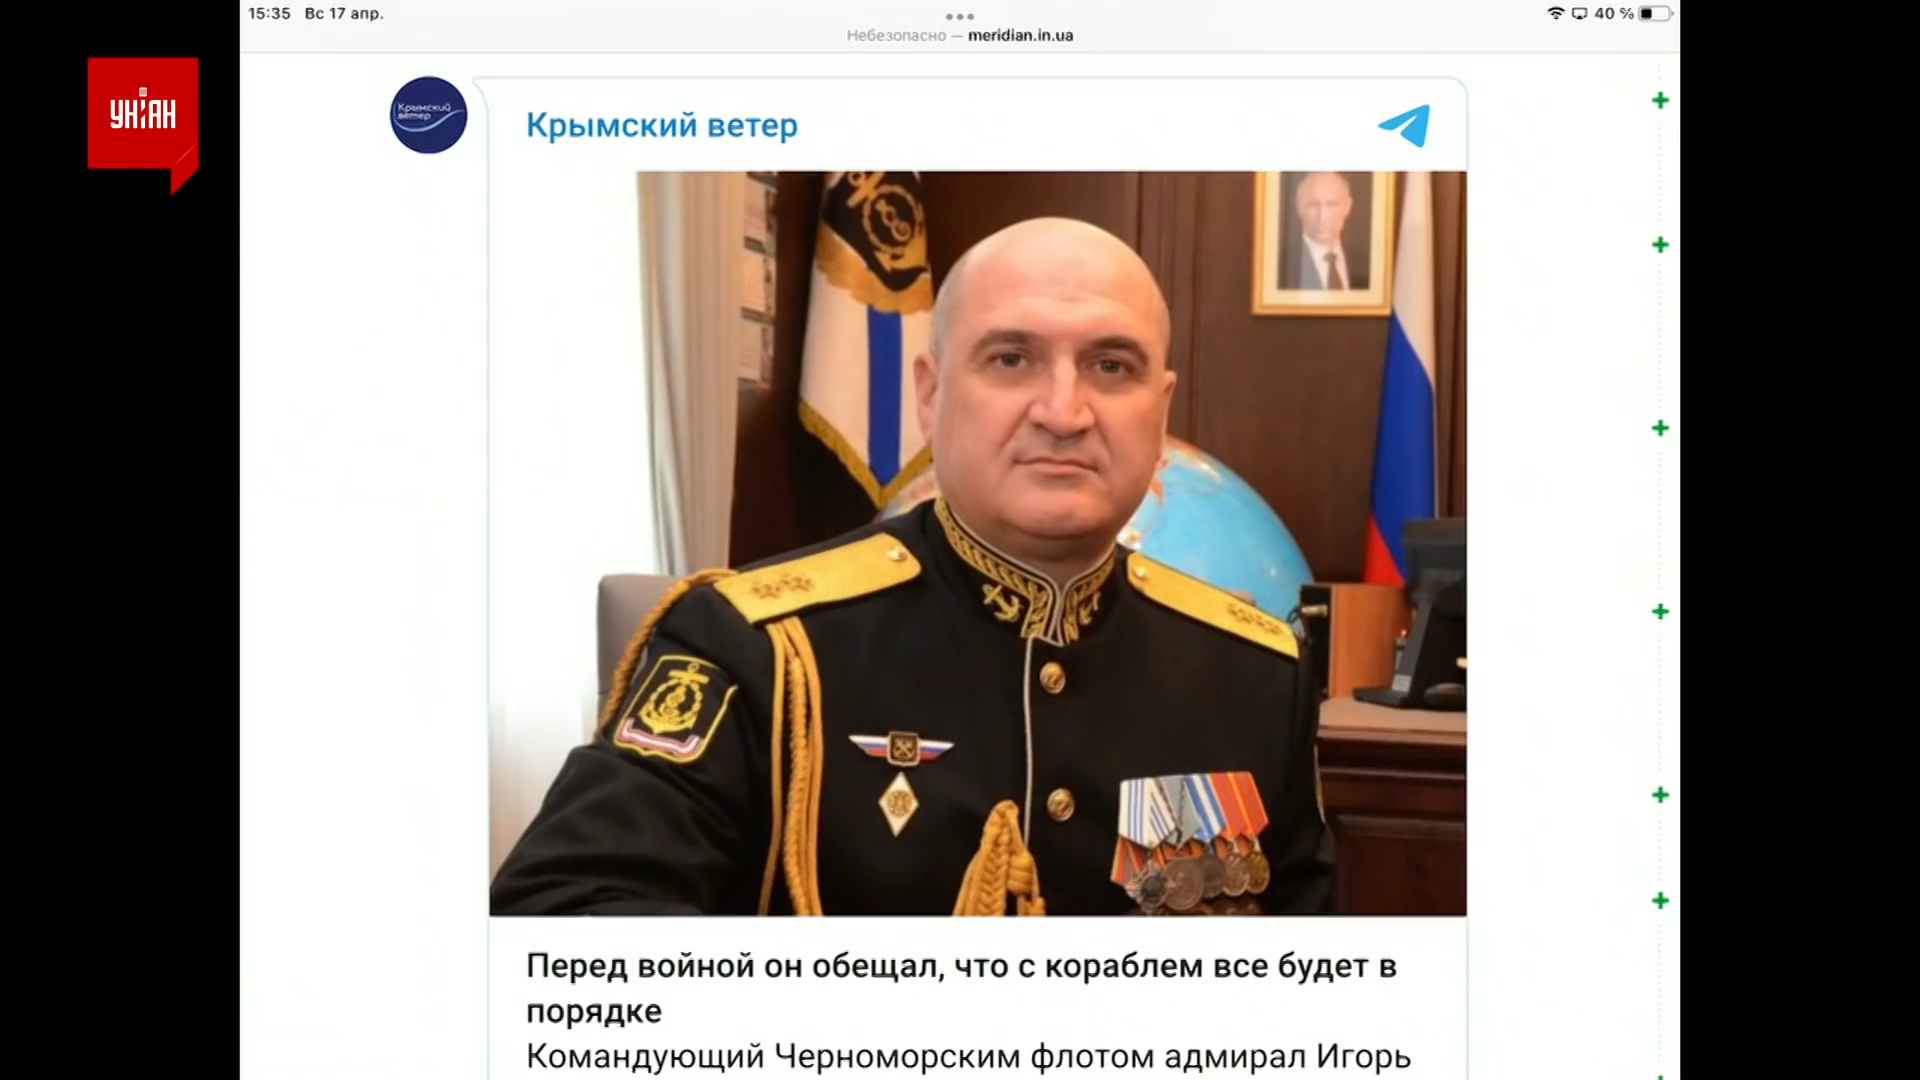 15:35 Вс 17 апр.
40 %
Небезопасно — meridian.in.ua
УНІАН
Крымский
ветер
Крымский ветер
Перед войной он обещал, что с кораблем все будет в
порядке
Командующий Черноморским флотом адмирал Игорь